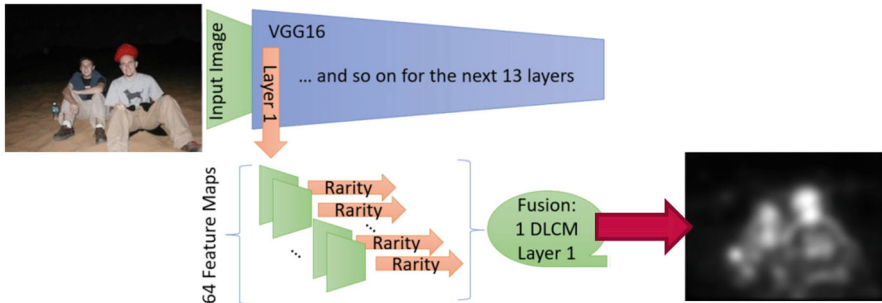 VGG16
Input Image
Layer 1
... and so on for the next 13 layers
64 Feature Maps
Rarity
Rarity
...
Rarity
...
Rarity
Fusion:
1 DLCM
Layer 1